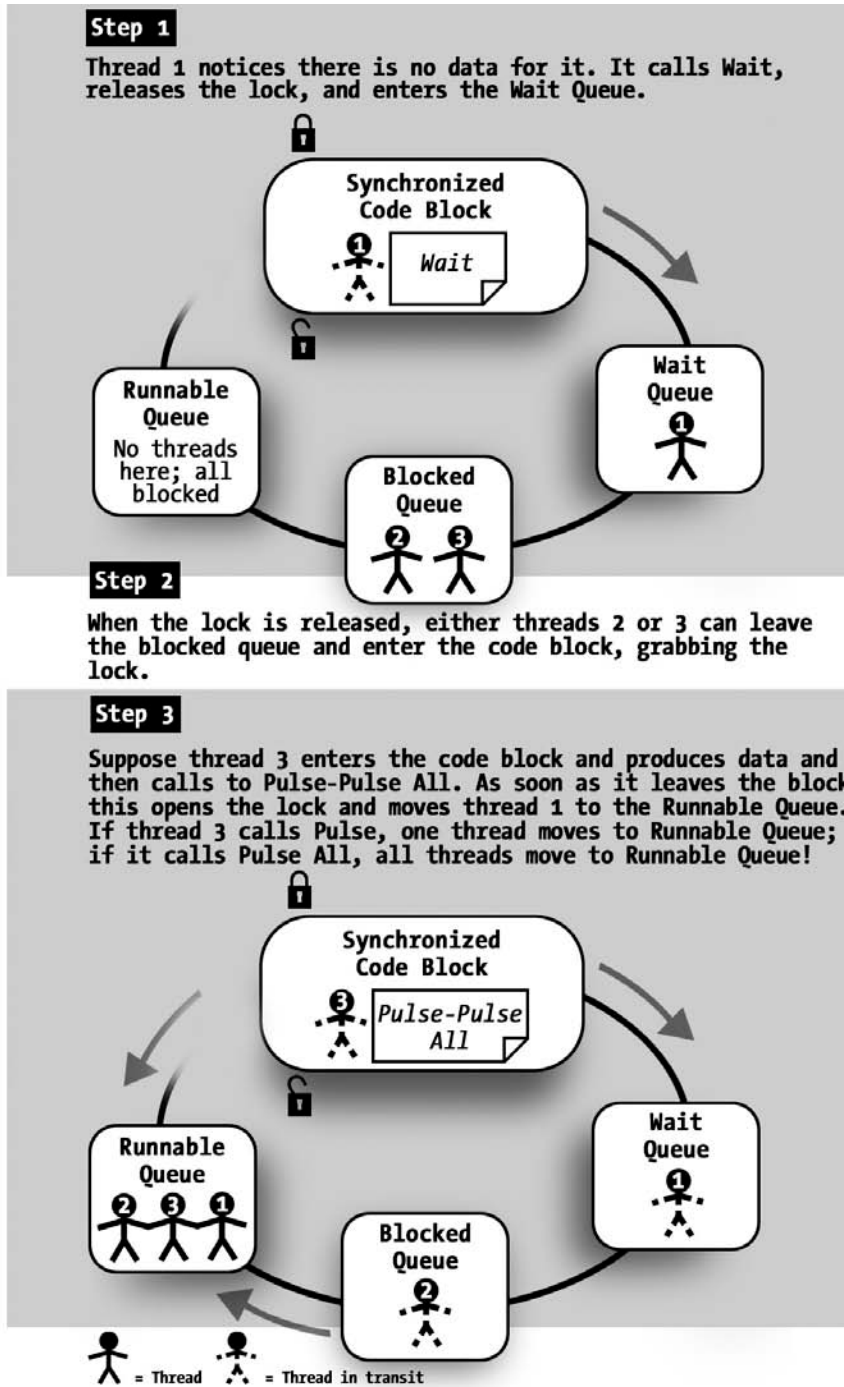 Step 1
Thread 1 notices there is no data for it. It calls Wait,
releases the lock, and enters the Wait Queue.
Synchronized
Code Block
1
Wait
Wait
Queue
1
Runnable
Queue
No threads
here; all
blocked
Blocked
Queue
2 3
Step 2
When the lock is released, either threads 2 or 3 can leave
the blocked queue and enter the code block, grabbing the
lock.
Step 3
Suppose thread 3 enters the code block and produces data and
then calls to Pulse-Pulse All. As soon as it leaves the block
this opens the lock and moves thread 1 to the Runnable Queue.
If thread 3 calls Pulse, one thread moves to Runnable Queue;
if it calls Pulse All, all threads move to Runnable Queue!
Synchronized
Code Block
3
Pulse-Pulse
All
Wait
Queue
1
Runnable
Queue
2 3 1
Blocked
Queue
2
= Thread
= Thread in transit